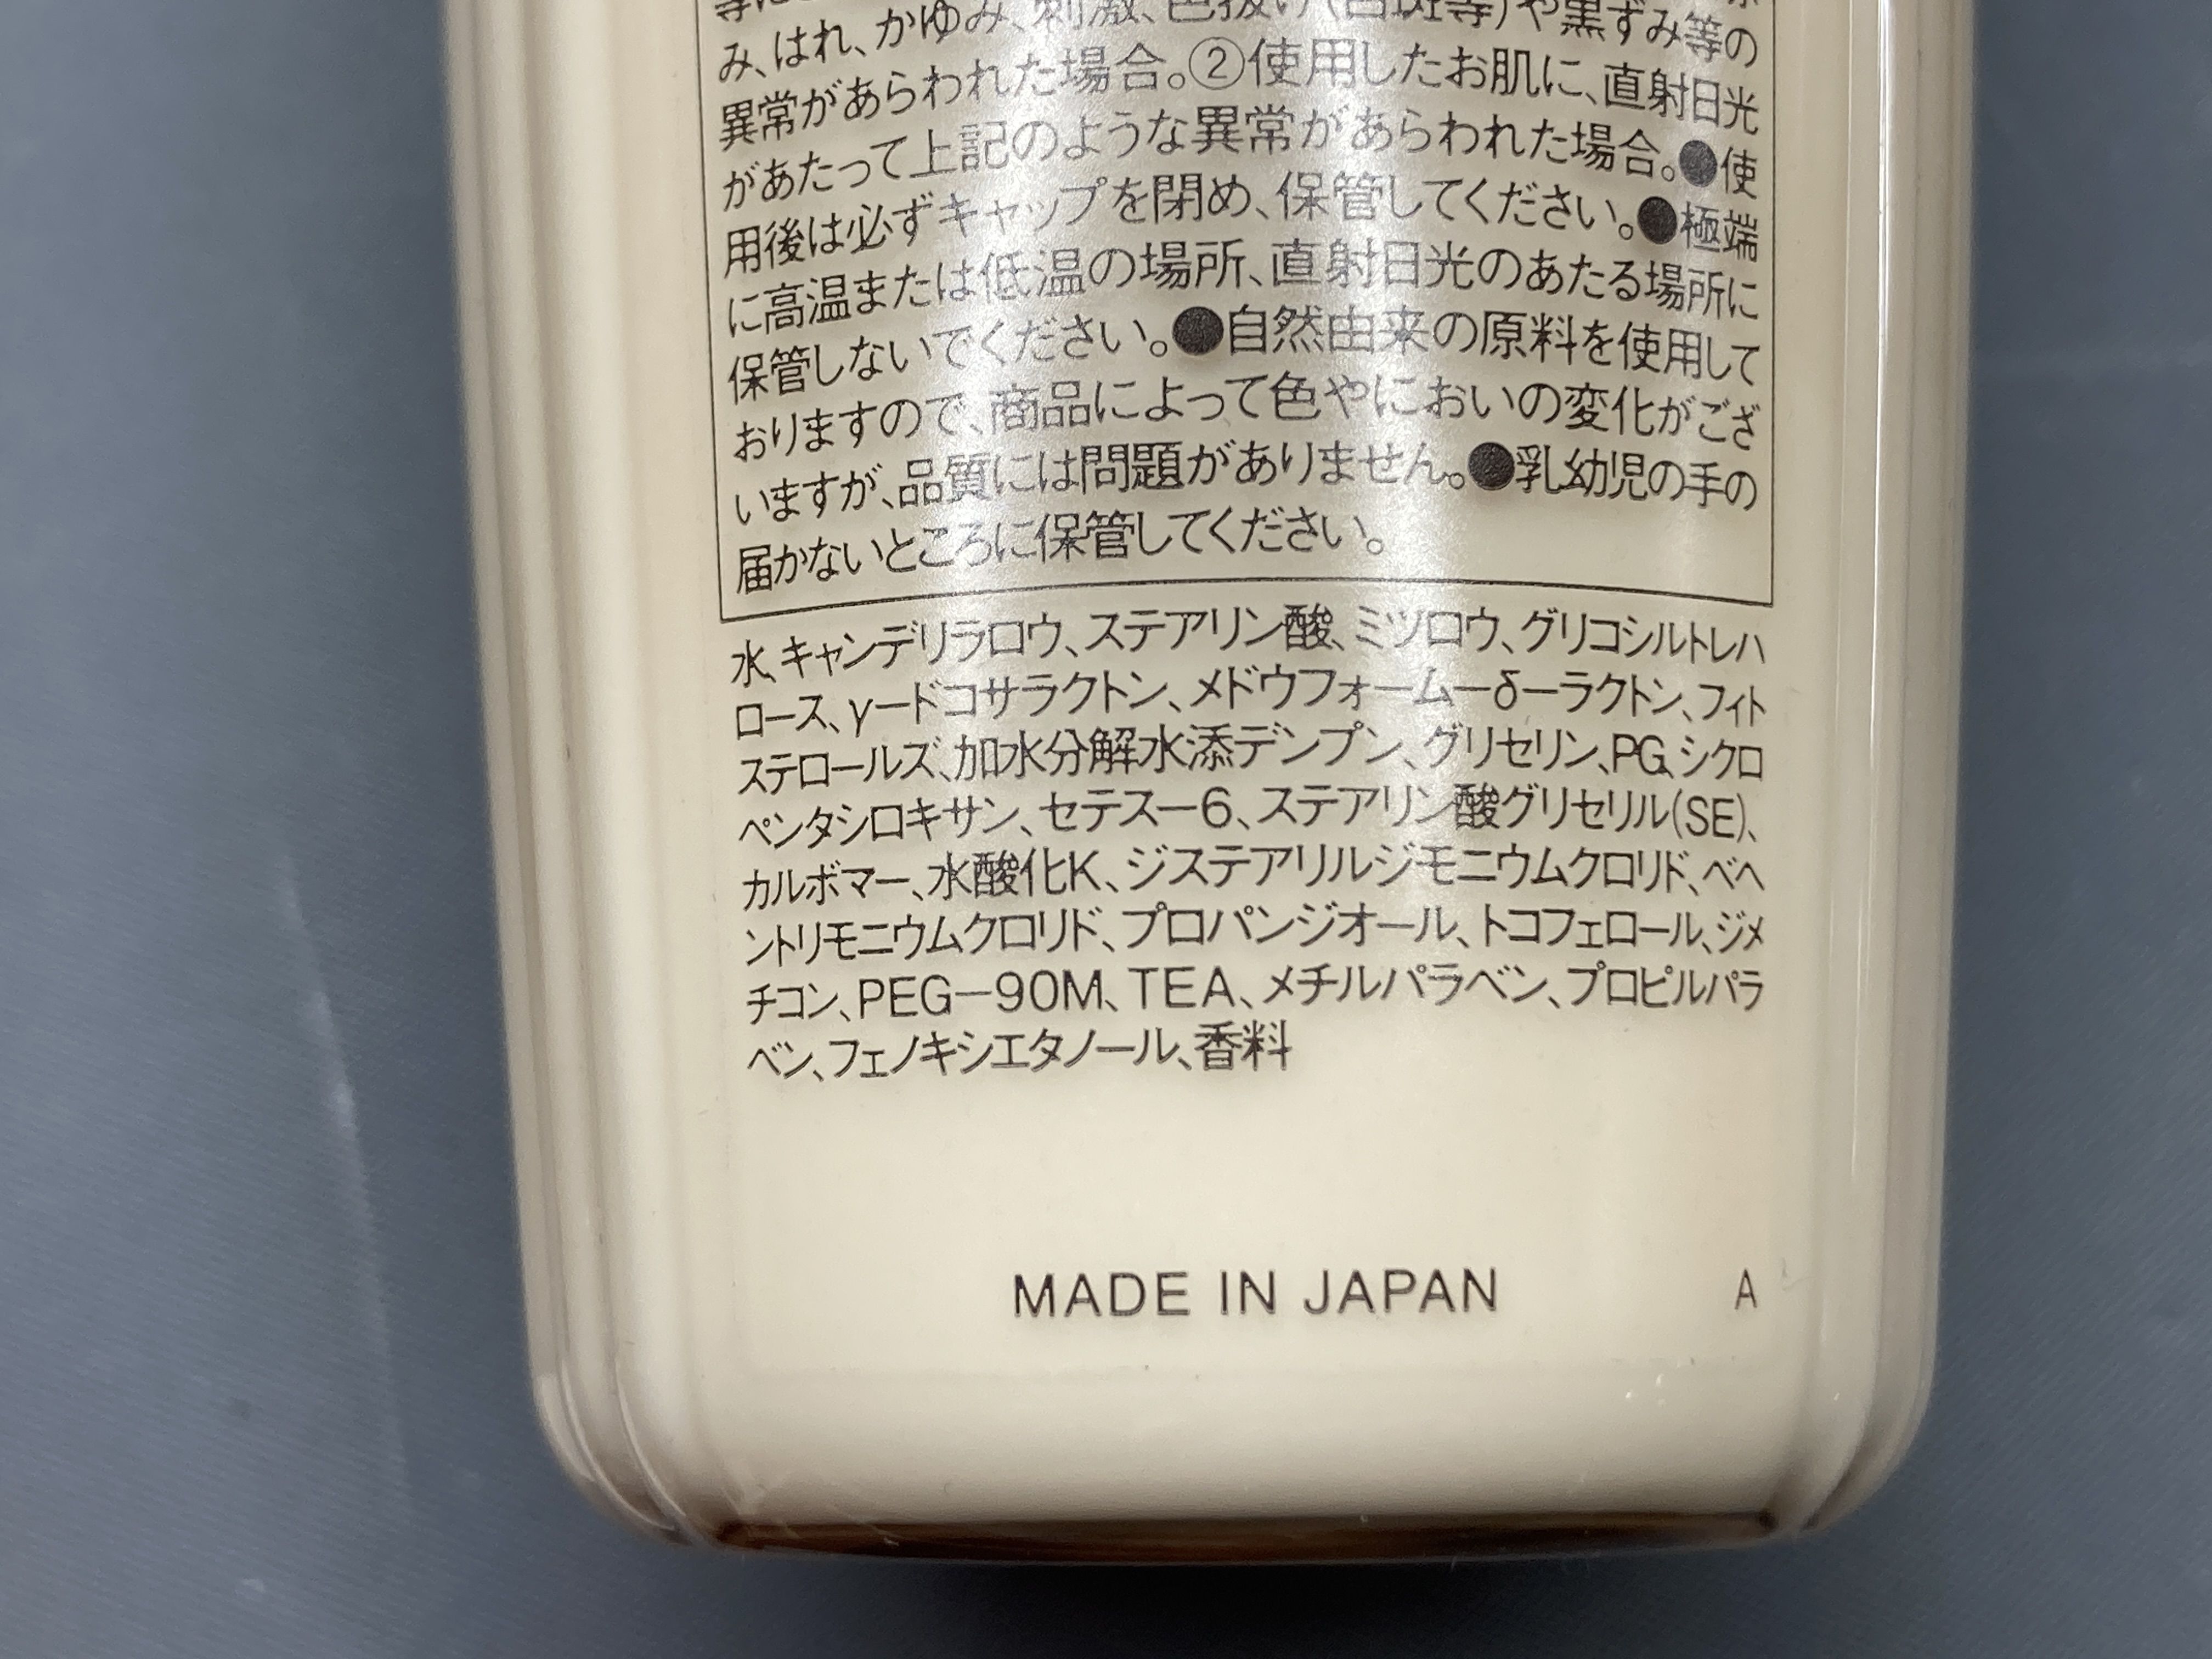 み、はれ、かゆみ、刺激、色抜け(白斑等)や黒ずみ等の
異常があらわれた場合。②使用したお肌に、直射日光
があたって上記のような異常があらわれた場合。●使
用後は必ずキャップを閉め、保管してください。●極端
に高温または低温の場所、直射日光のあたる場所に
保管しないでください。●自然由来の原料を使用して
おりますので、商品によって色やにおいの変化がござ
いますが、品質には問題がありません。●乳幼児の手の
届かないところに保管してください。
水、キャンデリラロウ、ステアリン酸、ミツロウ、グリコシルトレハ
ロース、γードコサラクトン、メドウフォームーδーラクトン、フィト
ステロールズ、加水分解水添デンプン、グリセリン、PG、シクロ
ペンタシロキサン、セテスー6、ステアリン酸グリセリル(SE)、
カルボマー、水酸化K、ジステアリルジモニウムクロリド、ベヘ
ントリモニウムクロリド、プロパンジオール、トコフェロール、ジメ
チコン、PEG−90M、TEA、メチルパラベン、プロピルパラ
ベン、フェノキシエタノール、香料
MADE IN JAPAN
A